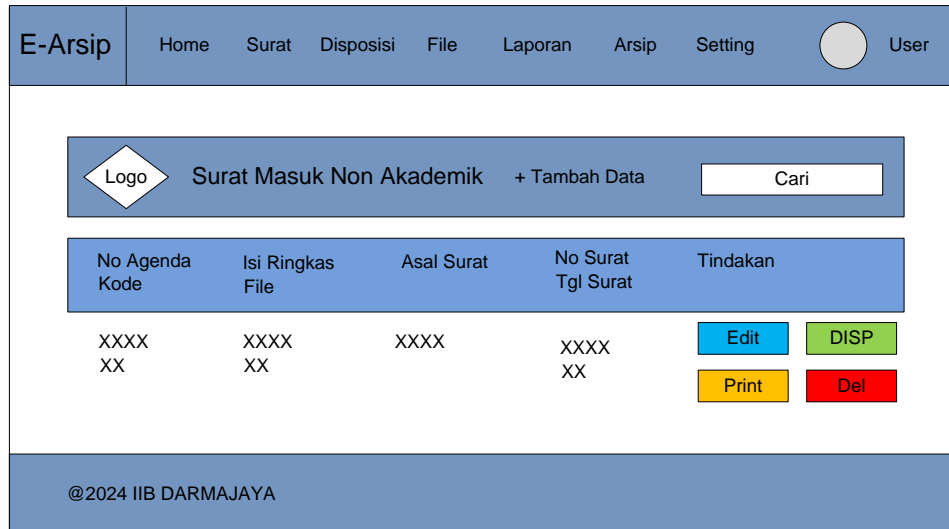 E-Arsip Home Surat Disposisi File Laporan Arsip Setting User
Logo Surat Masuk Non Akademik + Tambah Data Cari
No Agenda Isi Ringkas Asal Surat No Surat Tindakan
Kode File Tgl Surat
XXXX XXXX XXXX XXXX Edit DISP
XX XX XX
Print Del
@2024 IIB DARMAJAYA